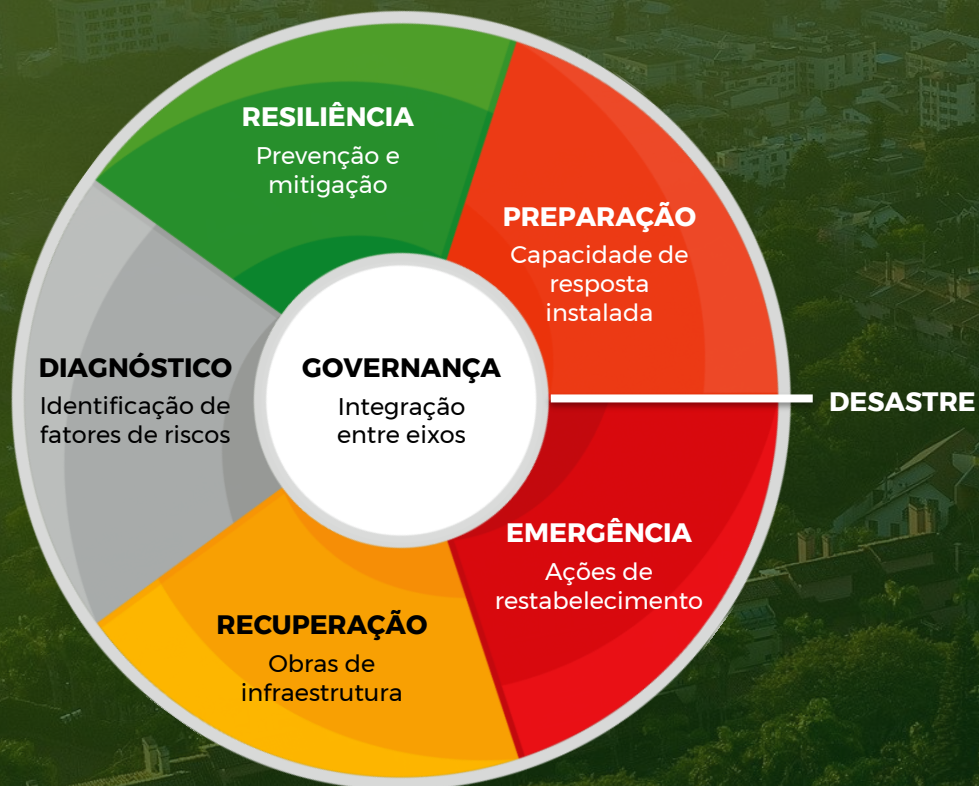 RESILIÊNCIA
Prevenção e
mitigação
PREPARAÇÃO
Capacidade de
resposta
instalada
DIAGNÓSTICO
Identificação de
fatores de riscos
GOVERNANÇA
Integração
entre eixos
DESASTRE
EMERGÊNCIA
Ações de
restabelecimento
RECUPERAÇÃO
Obras de
infraestrutura